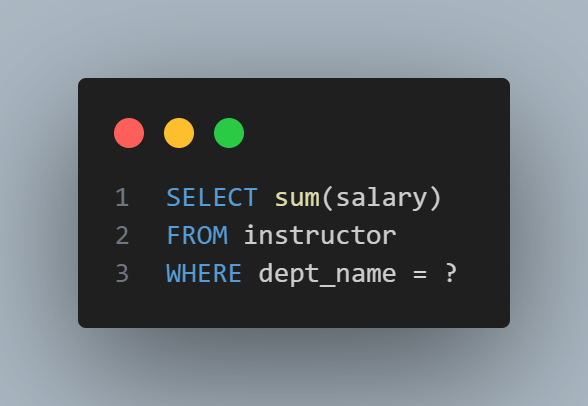 1 SELECT sum(salary)
2 FROM instructor
3 WHERE dept_name = ?